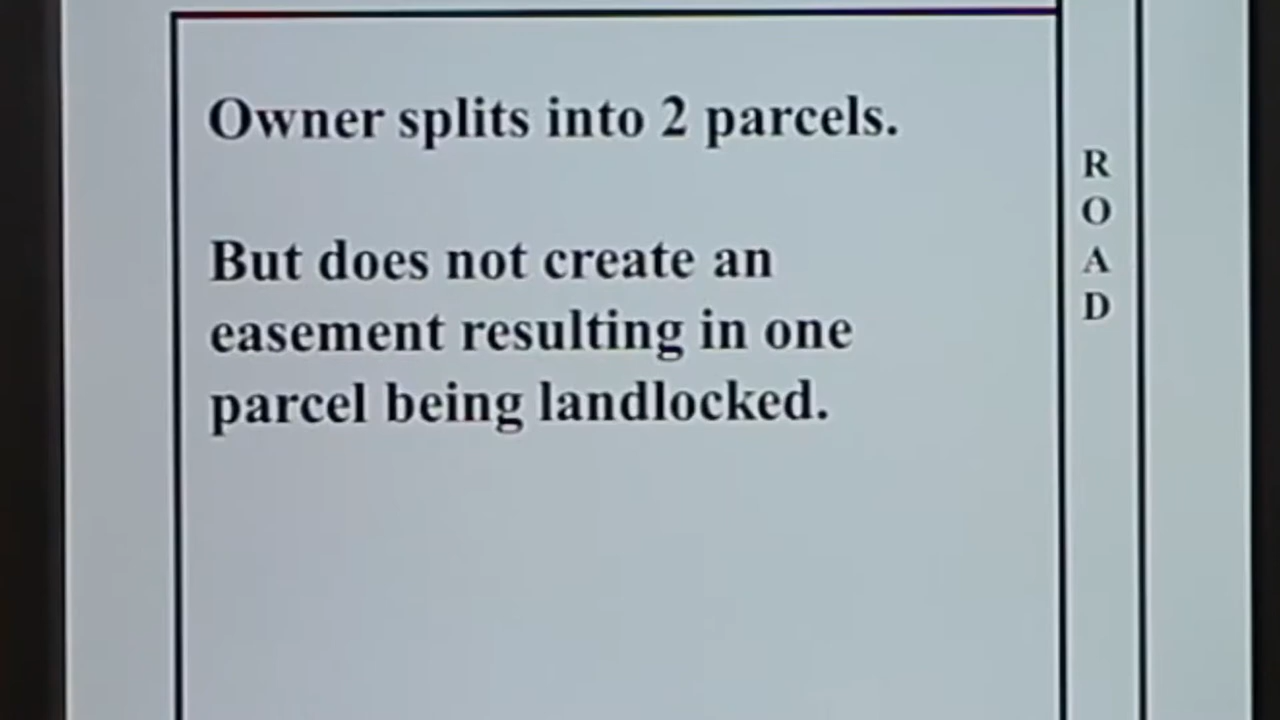 Owner splits into 2 parcels.
But does not create an
easement resulting in one
parcel being landlocked.
R
O
A
D